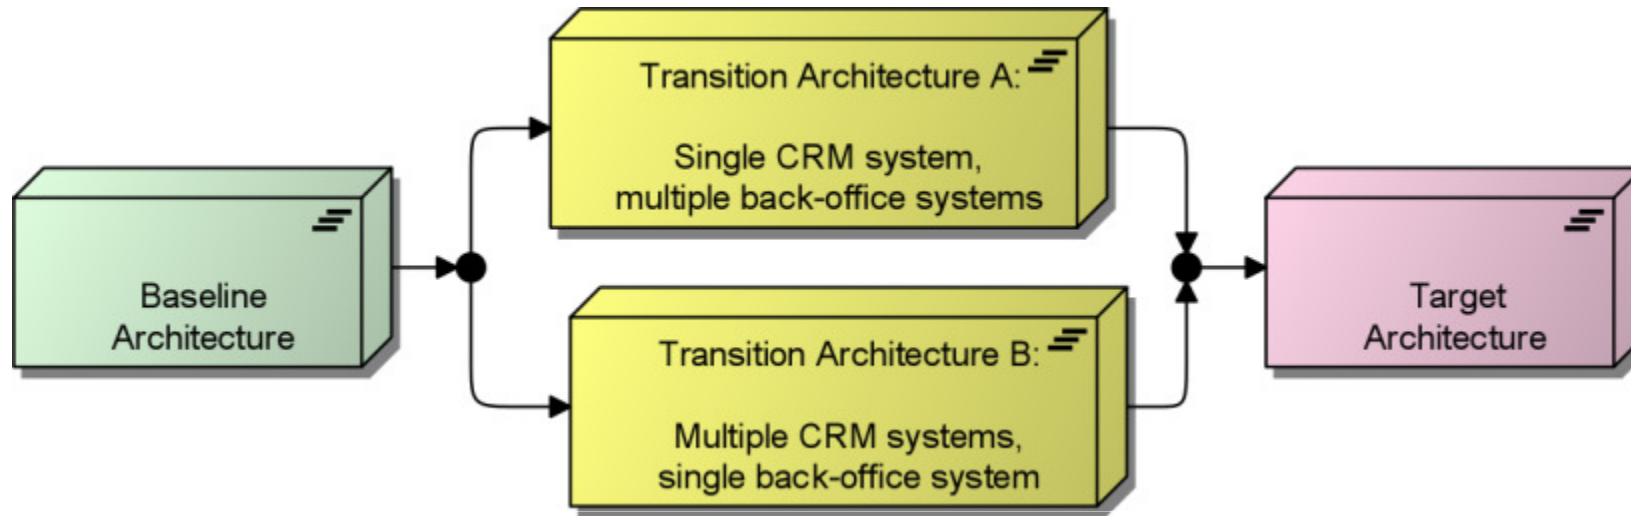 Baseline
Architecture
Transition Architecture A:
Single CRM system,
multiple back-office systems
Transition Architecture B:
Multiple CRM systems,
single back-office system
Target
Architecture